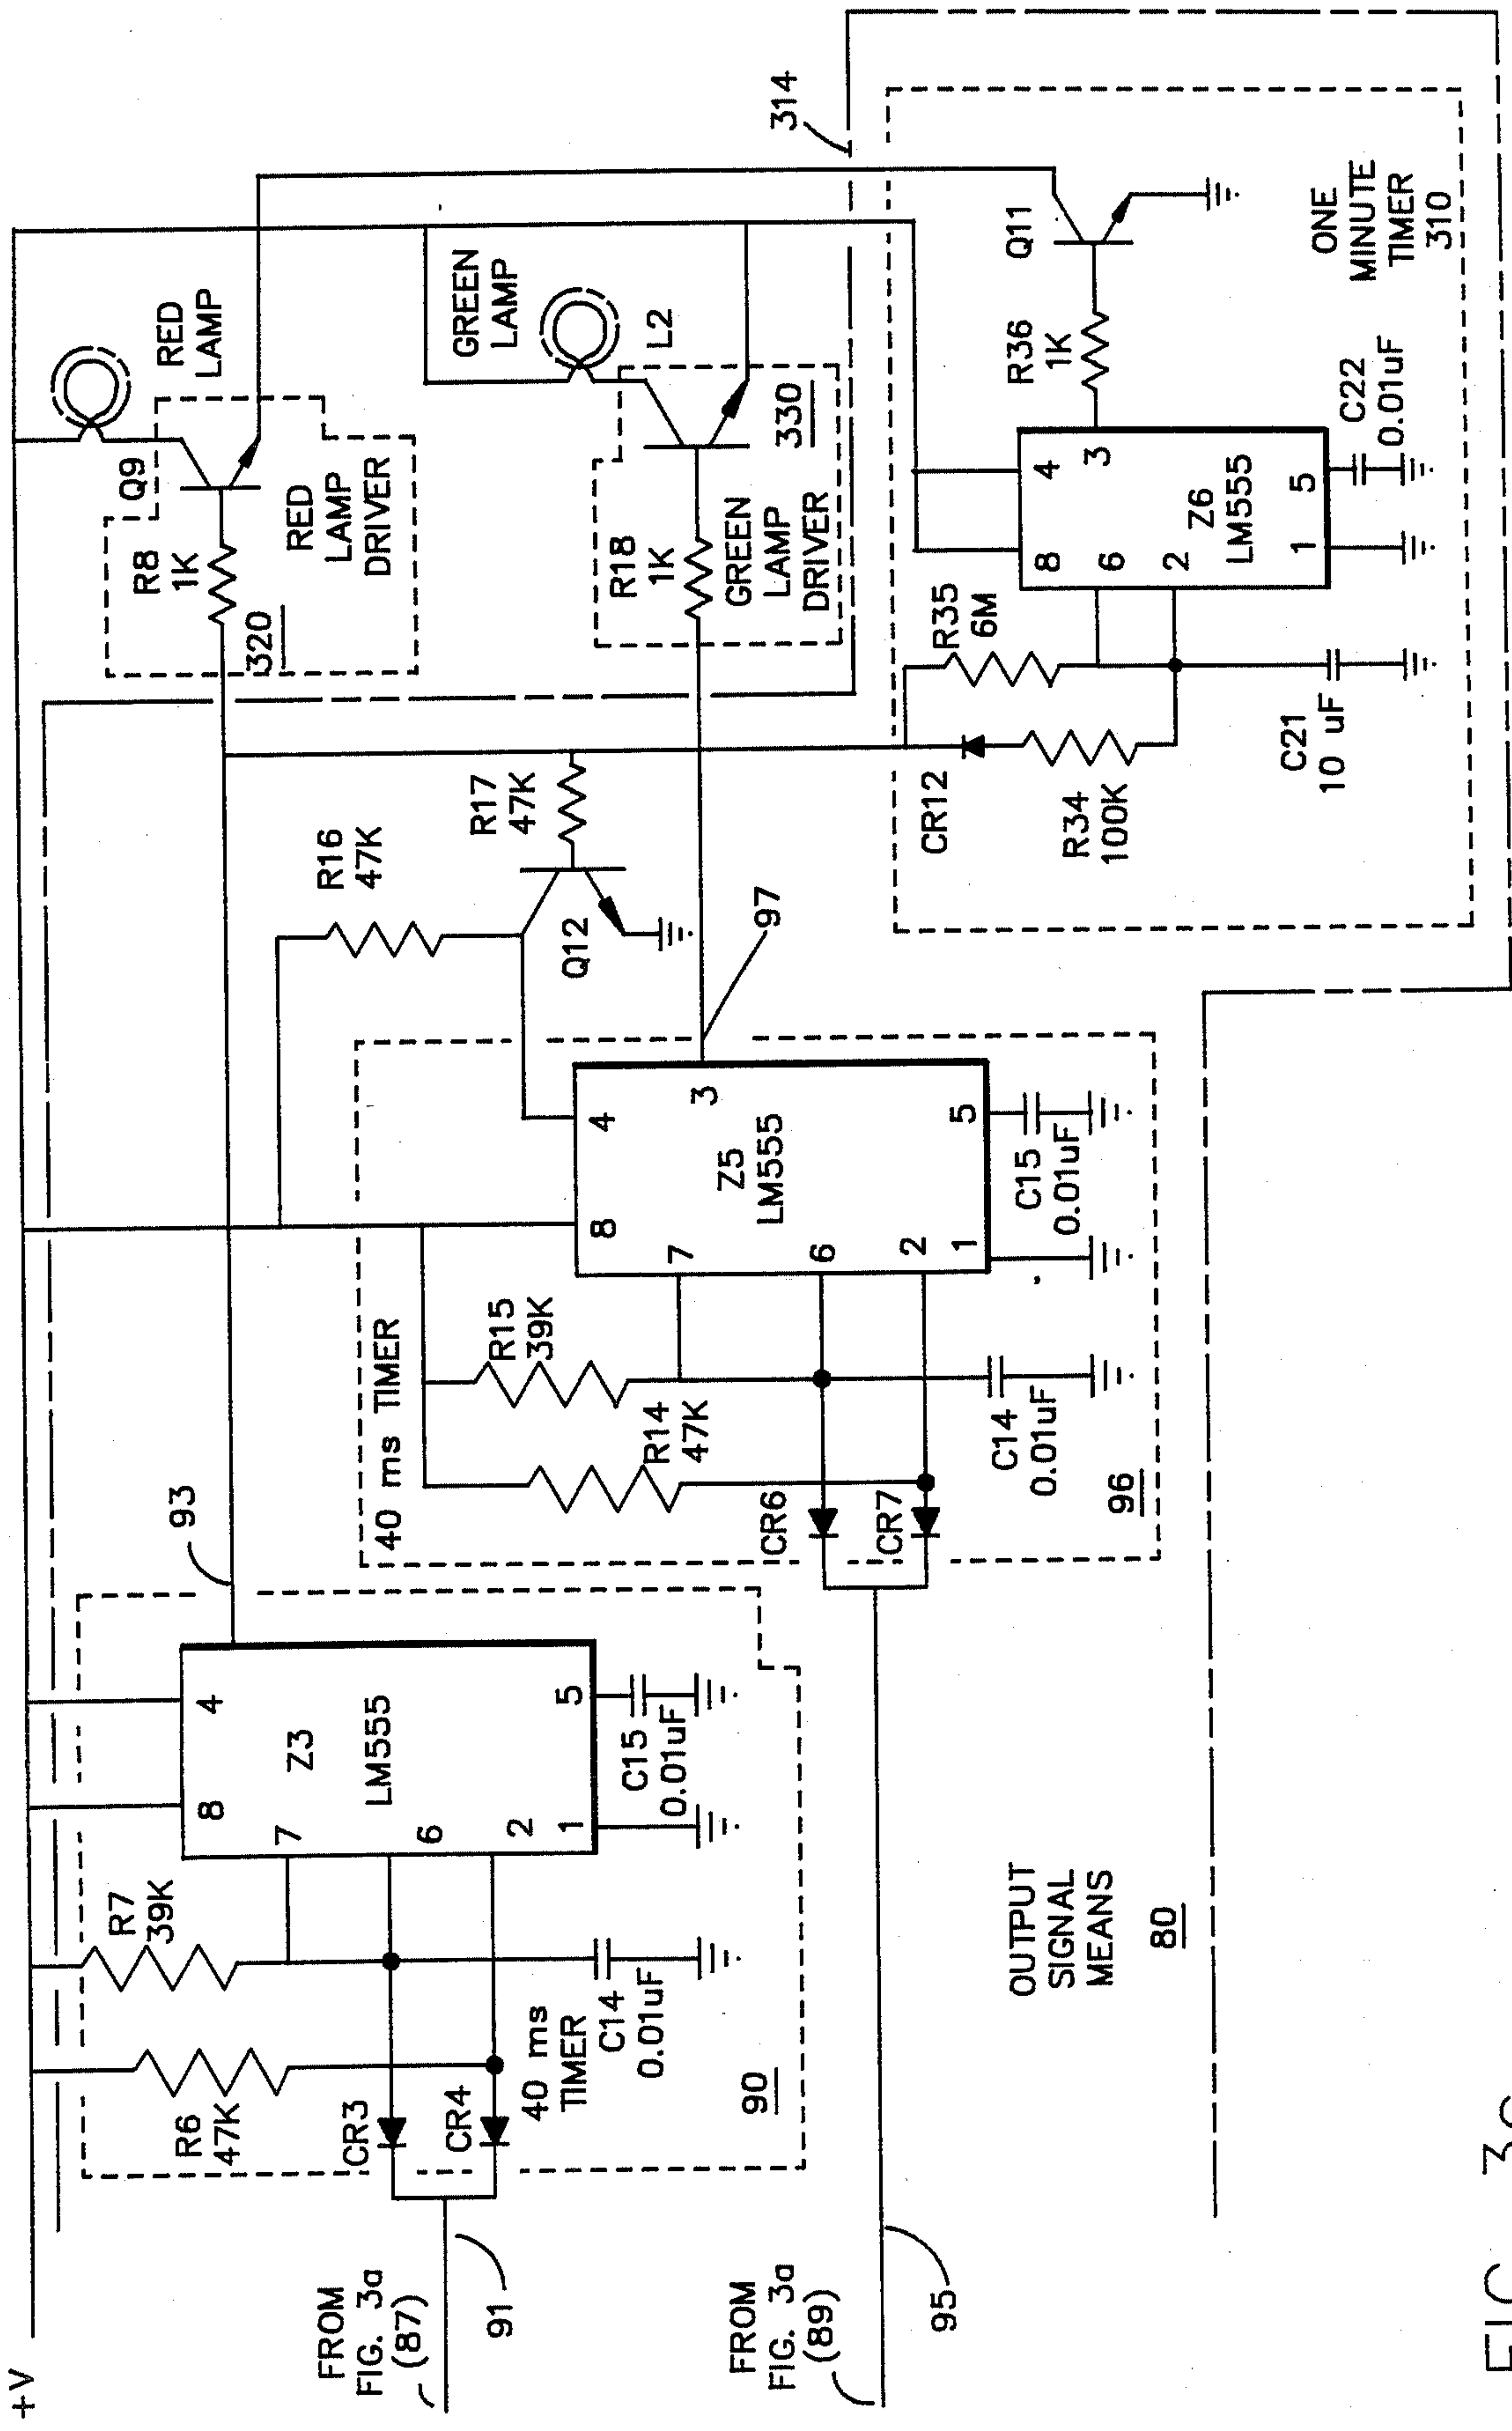 +V
FROM
FIG. 3a
(87)
91
FROM
FIG. 3a
(89)
95
R6
47K
R7
39K
CR3
CR4
40 ms
TIMER
90
C14
0.01uF
8
4
7
Z3
LM555
6
2
1
5
C15
0.01uF
93
OUTPUT
SIGNAL
MEANS
80
40 ms TIMER
R15
39K
R14
47K
CR6
CR7
96
C14
0.01uF
8
4
7
3
Z5
LM555
6
2
1
5
C15
0.01uF
97
R16
47K
R17
47K
Q12
R8
1K
Q9
320
RED
LAMP
DRIVER
RED
LAMP
R18
1K
GREEN
LAMP
DRIVER
330
GREEN
LAMP
L2
314
CR12
R34
100K
R35
6M
C21
10 uF
8
4
6
3
2
Z6
LM555
1
5
C22
0.01uF
R36
1K
Q11
ONE
MINUTE
TIMER
310